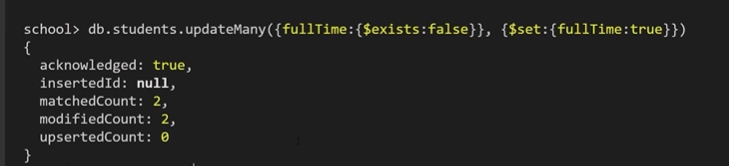 school> db.students.updateMany({fullTime:{$exists:false}}, {$set:{fullTime:true}})
{
  acknowledged: true,
  insertedId: null,
  matchedCount: 2,
  modifiedCount: 2,
  upsertedCount: 0
}